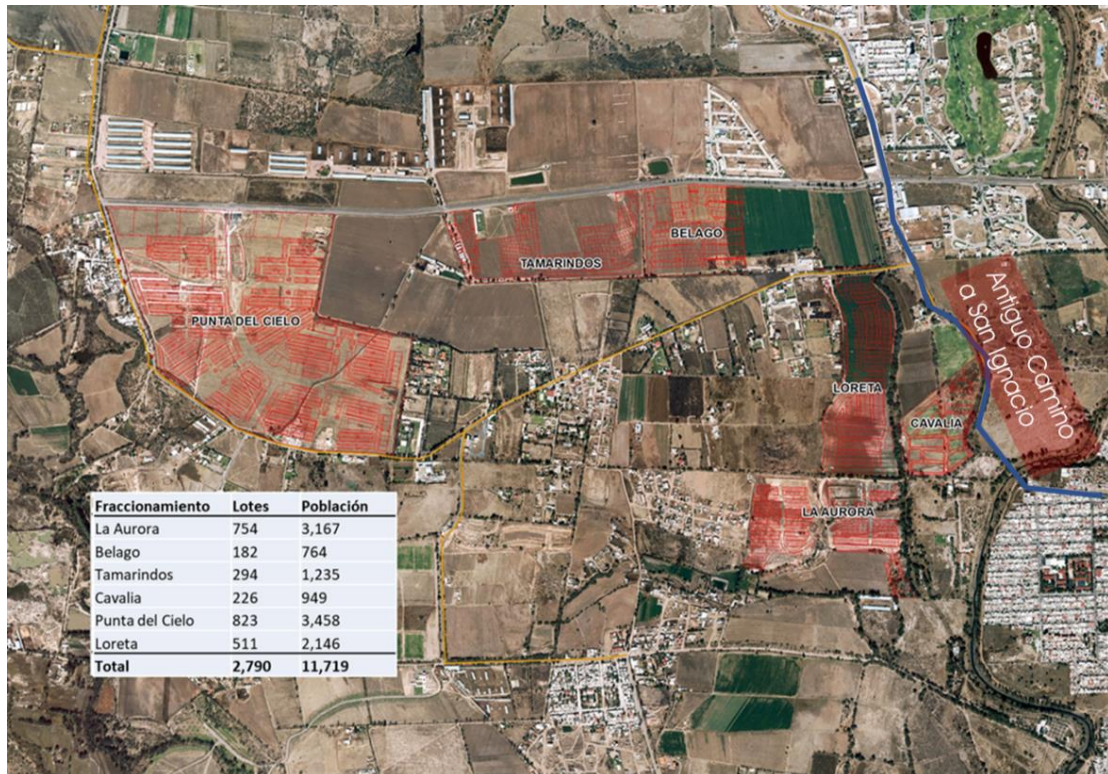 BELAGO
TAMARINDOS
PUNTA DEL CIELO
Antiguo Camino
a San Ignacio
LORETA
CAVALIA
LA AURORA
Fraccionamiento Lotes Población
La Aurora 754 3,167
Belago 182 764
Tamarindos 294 1,235
Cavalia 226 949
Punta del Cielo 823 3,458
Loreta 511 2,146
Total 2,790 11,719